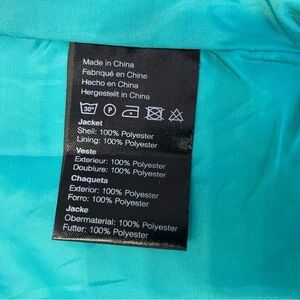 Made in China
Fabriqué en Chine
Hecho en China
Hergestellt in China
30° P
Jacket
Shell: 100% Polyester
Lining: 100% Polyester
Veste
Exterieur: 100% Polyester
Doublure: 100% Polyester
Chaqueta
Exterior: 100% Polyester
Forro: 100% Polyester
Jacke
Obermaterial: 100% Polyester
Futter: 100% Polyester